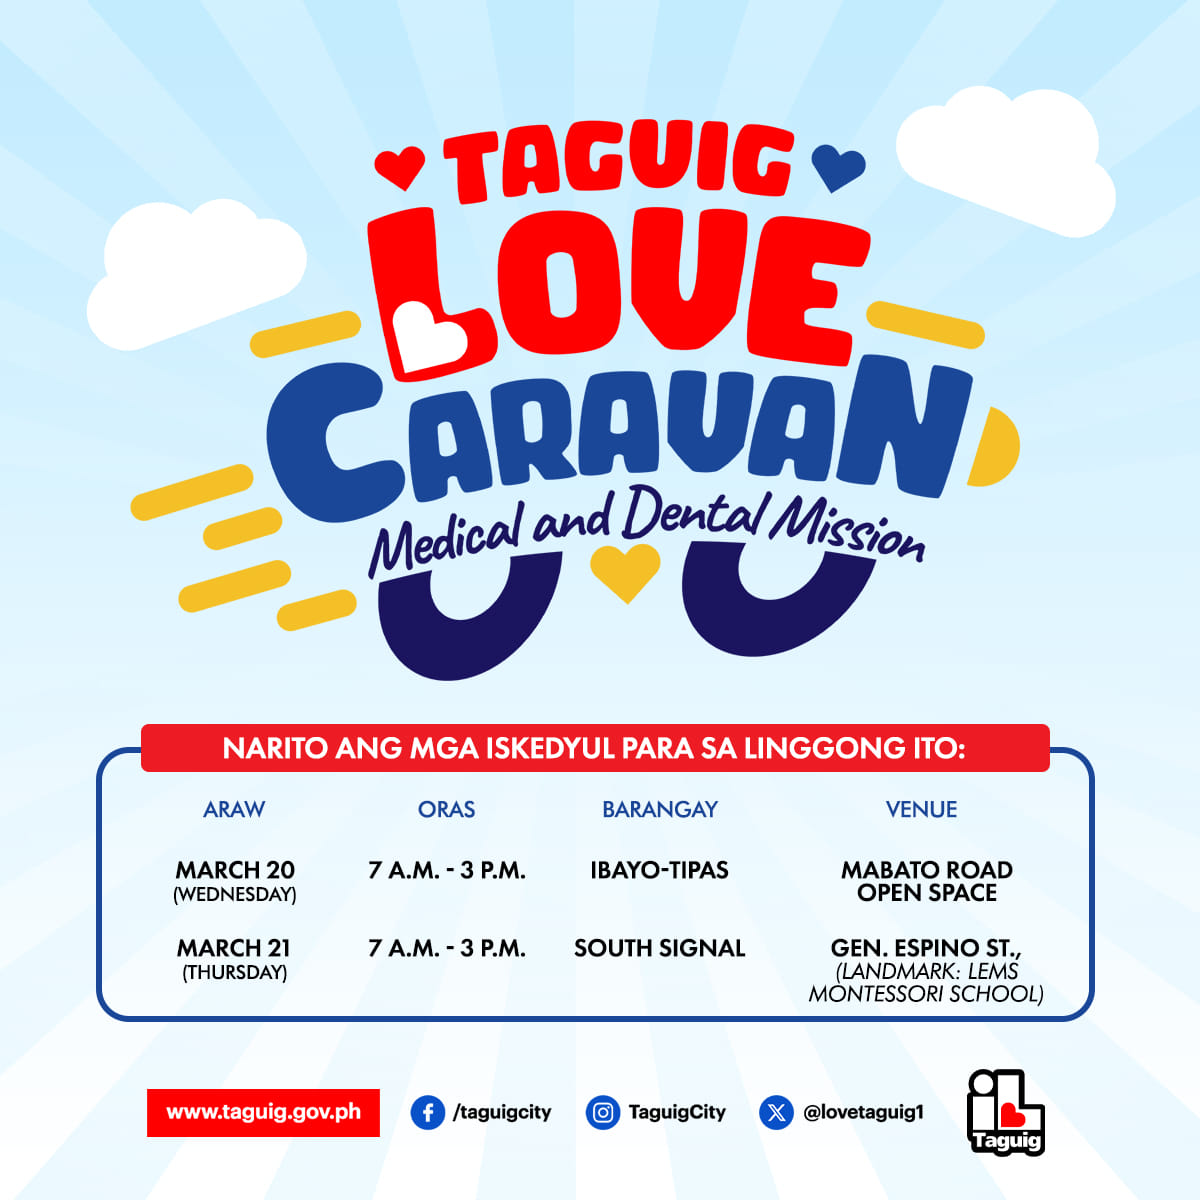 TAGUIG
LOVE
CARAVAN
Medical and Dental Mission
NARITO ANG MGA ISKEDYUL PARA SA LINGGONG ITO:
ARAW ORAS BARANGAY VENUE
MARCH 20 7 A.M. - 3 P.M. IBAYO-TIPAS MABATO ROAD
(WEDNESDAY) OPEN SPACE
MARCH 21 7 A.M. - 3 P.M. SOUTH SIGNAL GEN. ESPINO ST.,
(THURSDAY) (LANDMARK: LEMS
MONTESSORI SCHOOL)
www.taguig.gov.ph /taguigcity TaguigCity @lovetaguig1
iL
Taguig